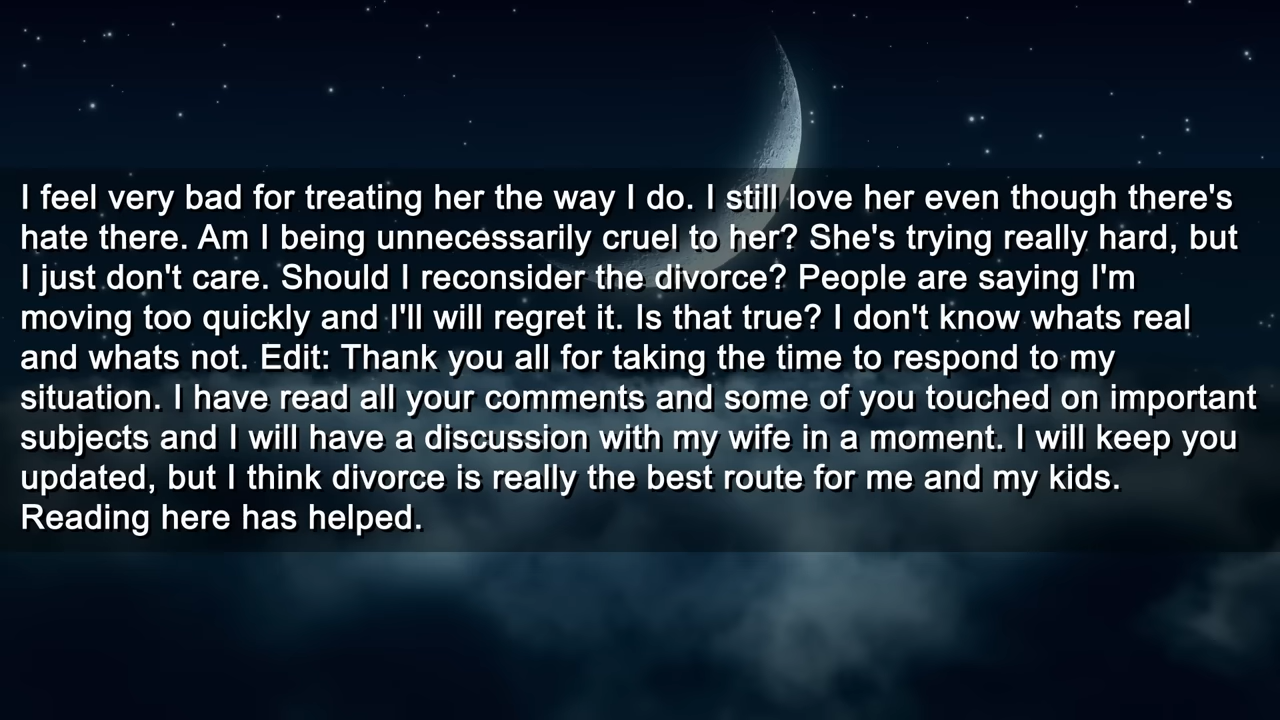 I feel very bad for treating her the way I do. I still love her even though there's
hate there. Am I being unnecessarily cruel to her? She's trying really hard, but
I just don't care. Should I reconsider the divorce? People are saying I'm
moving too quickly and I'll will regret it. Is that true? I don't know whats real
and whats not. Edit: Thank you all for taking the time to respond to my
situation. I have read all your comments and some of you touched on important
subjects and I will have a discussion with my wife in a moment. I will keep you
updated, but I think divorce is really the best route for me and my kids.
Reading here has helped.